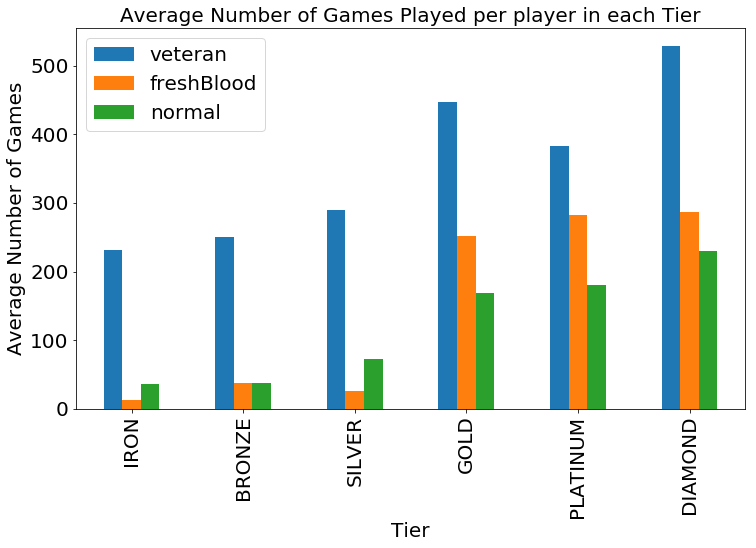 Average Number of Games Played per player in each Tier
veteran
freshBlood
normal
Average Number of Games
500
400
300
200
100
0
IRON
BRONZE
SILVER
GOLD
PLATINUM
DIAMOND
Tier